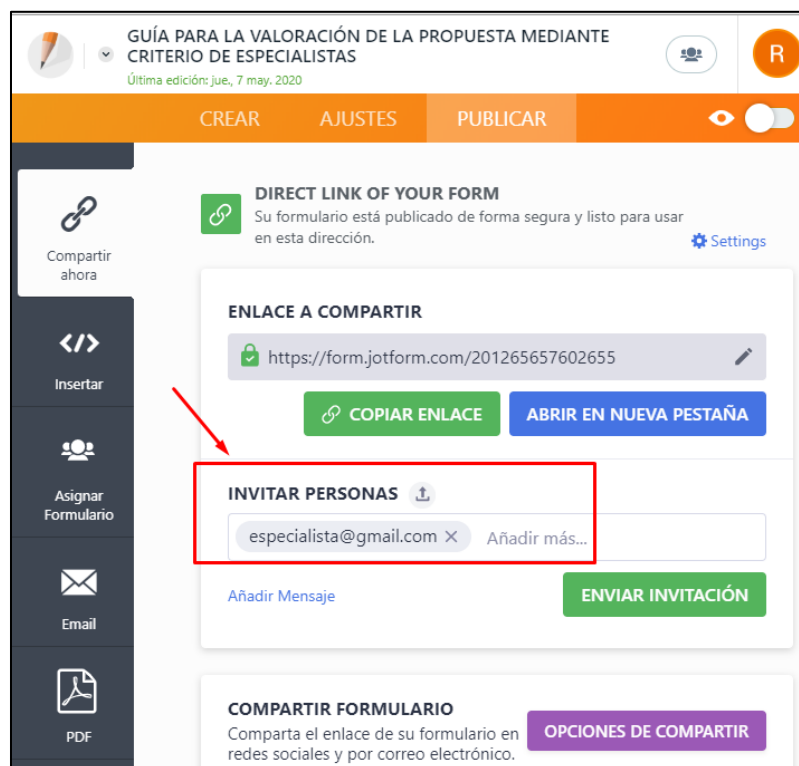 GUÍA PARA LA VALORACIÓN DE LA PROPUESTA MEDIANTE
CRITERIO DE ESPECIALISTAS
Última edición: jue., 7 may. 2020
R
CREAR AJUSTES PUBLICAR
Compartir
ahora
Insertar
Asignar
Formulario
Email
PDF
DIRECT LINK OF YOUR FORM
Su formulario está publicado de forma segura y listo para usar
en esta dirección.
Settings
ENLACE A COMPARTIR
https://form.jotform.com/201265657602655
COPIAR ENLACE ABRIR EN NUEVA PESTAÑA
INVITAR PERSONAS
especialista@gmail.com Añadir más...
Añadir Mensaje ENVIAR INVITACIÓN
COMPARTIR FORMULARIO
Comparta el enlace de su formulario en
redes sociales y por correo electrónico.
OPCIONES DE COMPARTIR